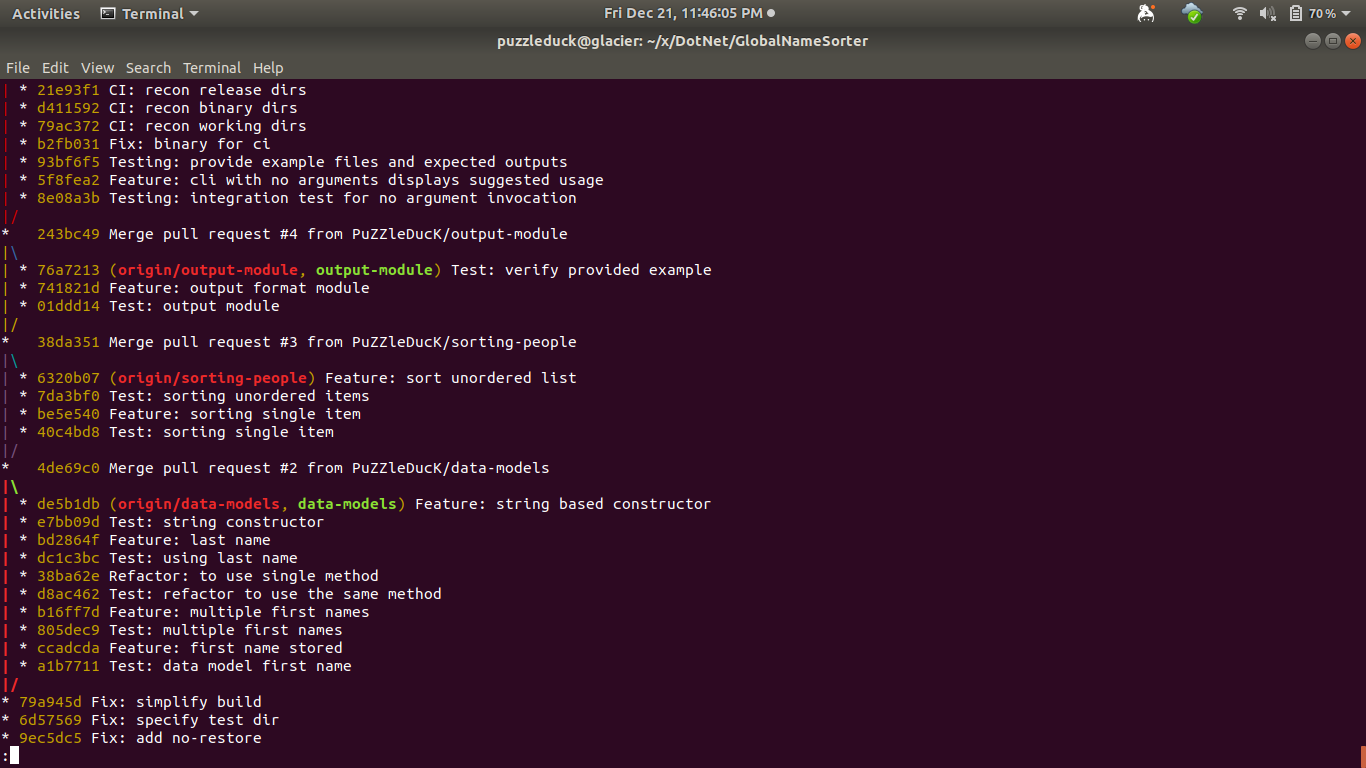 Activities Terminal Fri Dec 21, 11:46:05 PM 70%
puzzleduck@glacier: ~/x/DotNet/GlobalNameSorter
File Edit View Search Terminal Help
| * 21e93f1 CI: recon release dirs
| * d411592 CI: recon binary dirs
| * 79ac372 CI: recon working dirs
| * b2fb031 Fix: binary for ci
| * 93bf6f5 Testing: provide example files and expected outputs
| * 5f8fea2 Feature: cli with no arguments displays suggested usage
| * 8e08a3b Testing: integration test for no argument invocation
|/
*   243bc49 Merge pull request #4 from PuZZleDucK/output-module
|\
| * 76a7213 (origin/output-module, output-module) Test: verify provided example
| * 741821d Feature: output format module
| * 01ddd14 Test: output module
|/
*   38da351 Merge pull request #3 from PuZZleDucK/sorting-people
|\
| * 6320b07 (origin/sorting-people) Feature: sort unordered list
| * 7da3bf0 Test: sorting unordered items
| * be5e540 Feature: sorting single item
| * 40c4bd8 Test: sorting single item
|/
*   4de69c0 Merge pull request #2 from PuZZleDucK/data-models
|\
| * de5b1db (origin/data-models, data-models) Feature: string based constructor
| * e7bb09d Test: string constructor
| * bd2864f Feature: last name
| * dc1c3bc Test: using last name
| * 38ba62e Refactor: to use single method
| * d8ac462 Test: refactor to use the same method
| * b16ff7d Feature: multiple first names
| * 805dec9 Test: multiple first names
| * ccadcda Feature: first name stored
| * a1b7711 Test: data model first name
|/
* 79a945d Fix: simplify build
* 6d57569 Fix: specify test dir
* 9ec5dc5 Fix: add no-restore
: